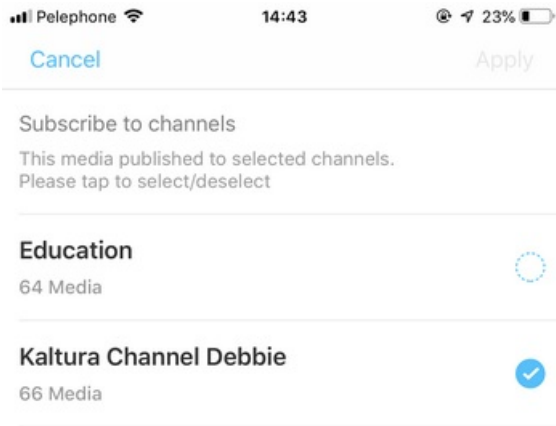 Pelephone 14:43 23%
Cancel Apply
Subscribe to channels
This media published to selected channels.
Please tap to select/deselect
Education
64 Media
Kaltura Channel Debbie
66 Media